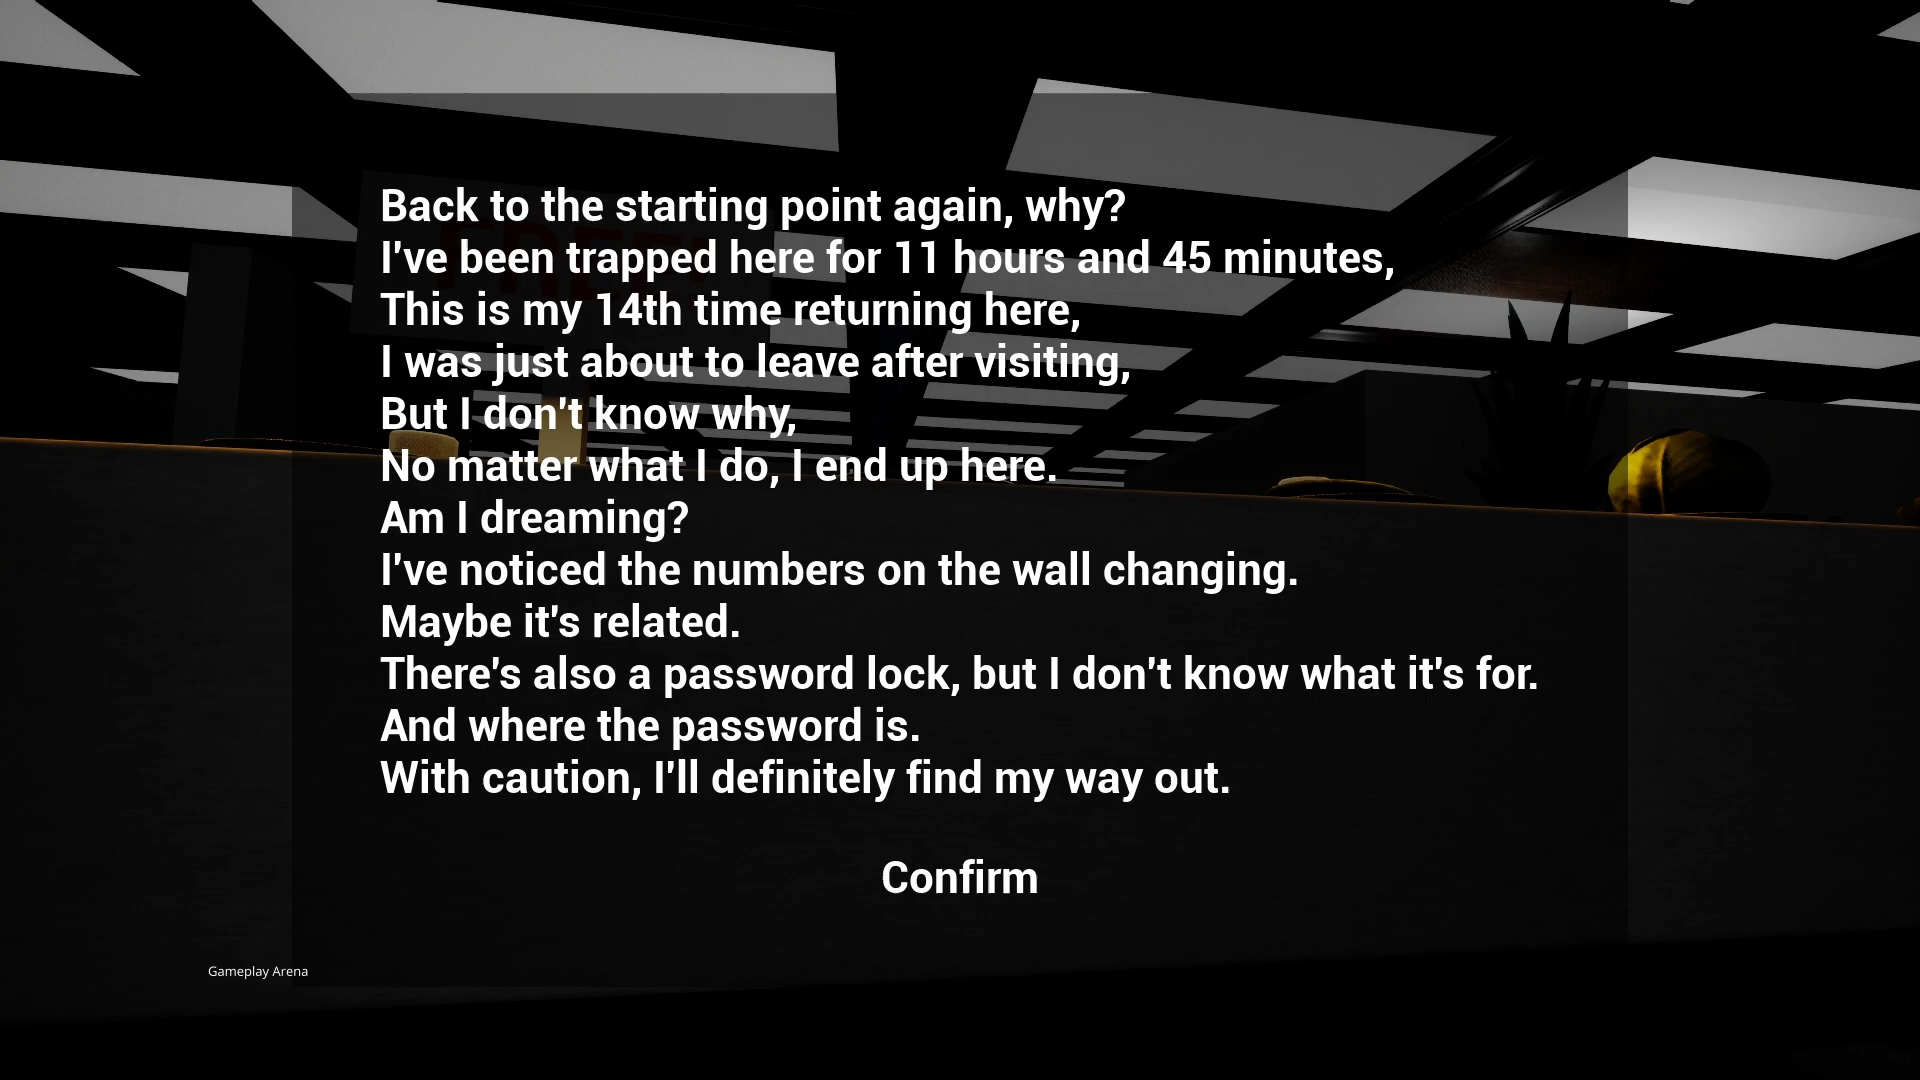 FREE
Back to the starting point again, why?
I've been trapped here for 11 hours and 45 minutes,
This is my 14th time returning here,
I was just about to leave after visiting,
But I don't know why,
No matter what I do, I end up here.
Am I dreaming?
I've noticed the numbers on the wall changing.
Maybe it's related.
There's also a password lock, but I don't know what it's for.
And where the password is.
With caution, I'll definitely find my way out.
Confirm
Gameplay Arena